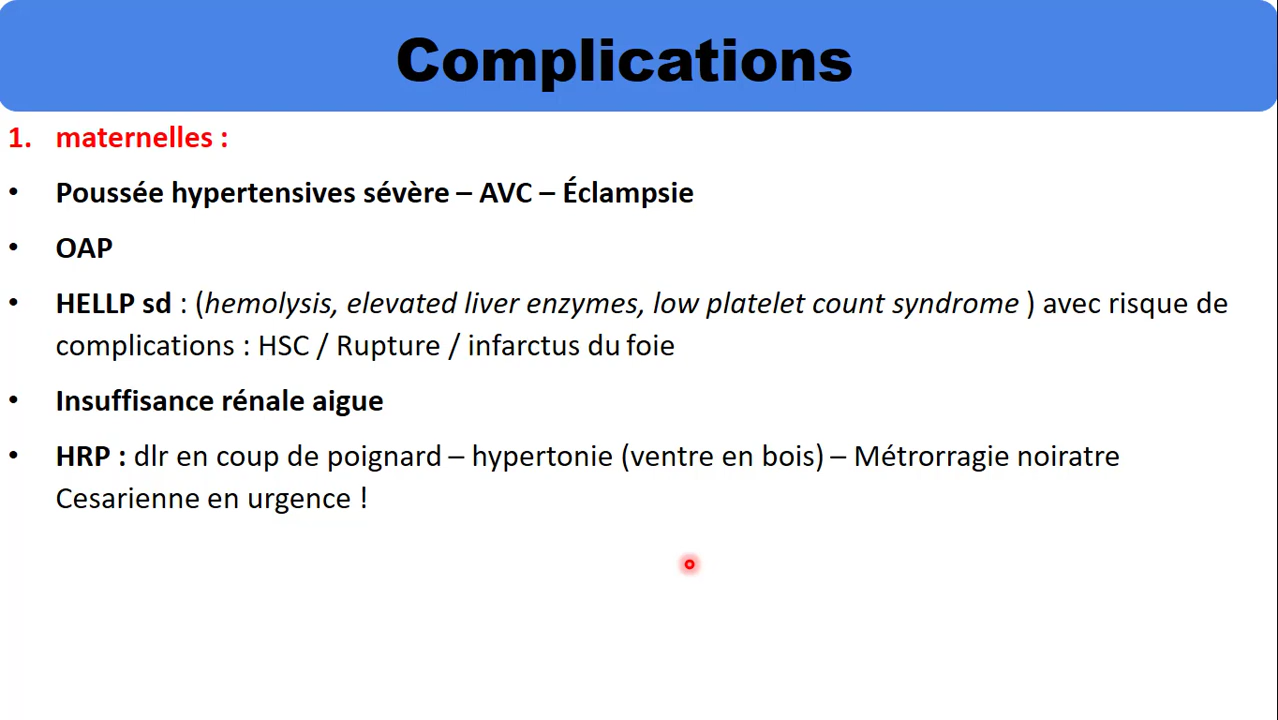 Complications
1. maternelles :
• Poussée hypertensives sévère – AVC – Éclampsie
• OAP
• HELLP sd : (hemolysis, elevated liver enzymes, low platelet count syndrome ) avec risque de
complications : HSC / Rupture / infarctus du foie
• Insuffisance rénale aigue
• HRP : dlr en coup de poignard – hypertonie (ventre en bois) – Métrorragie noiratre
Cesarienne en urgence !